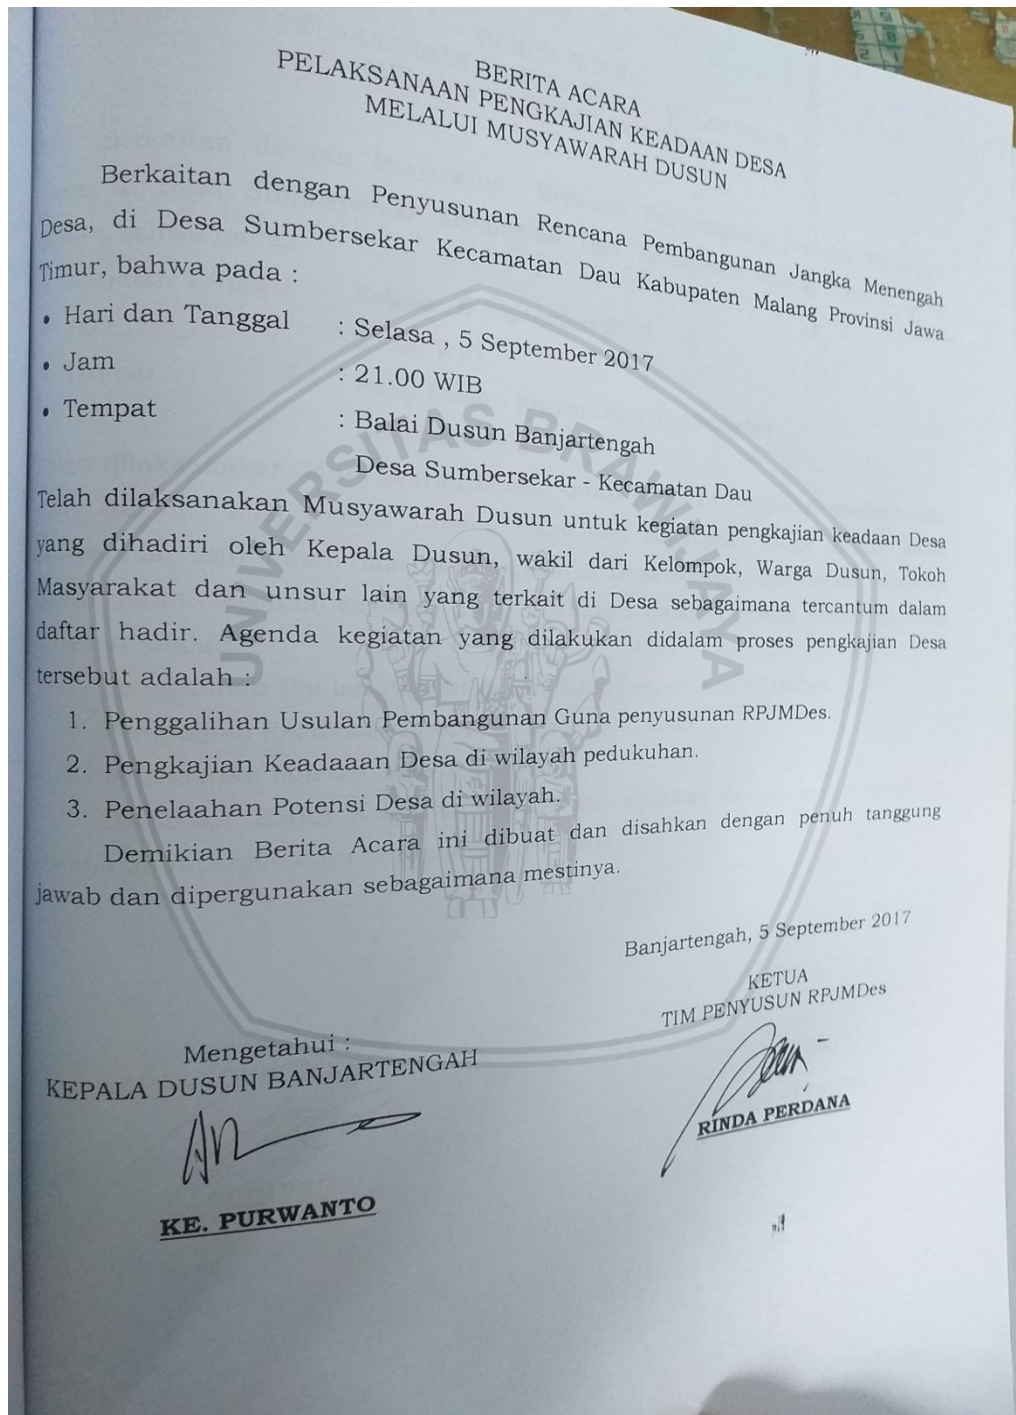 BERITA ACARA
PELAKSANAAN PENGKAJIAN KEADAAN DESA
MELALUI MUSYAWARAH DUSUN
Berkaitan dengan Penyusunan Rencana Pembangunan Jangka Menengah
Desa, di Desa Sumbersekar Kecamatan Dau Kabupaten Malang Provinsi Jawa
Timur, bahwa pada :
• Hari dan Tanggal : Selasa , 5 September 2017
• Jam : 21.00 WIB
• Tempat : Balai Dusun Banjartengah
Desa Sumbersekar - Kecamatan Dau
Telah dilaksanakan Musyawarah Dusun untuk kegiatan pengkajian keadaan Desa
yang dihadiri oleh Kepala Dusun, wakil dari Kelompok, Warga Dusun, Tokoh
Masyarakat dan unsur lain yang terkait di Desa sebagaimana tercantum dalam
daftar hadir. Agenda kegiatan yang dilakukan didalam proses pengkajian Desa
tersebut adalah :
1. Penggalihan Usulan Pembangunan Guna penyusunan RPJMDes.
2. Pengkajian Keadaaan Desa di wilayah pedukuhan.
3. Penelaahan Potensi Desa di wilayah.
Demikian Berita Acara ini dibuat dan disahkan dengan penuh tanggung
jawab dan dipergunakan sebagaimana mestinya.
Banjartengah, 5 September 2017
KETUA
TIM PENYUSUN RPJMDes
RINDA PERDANA
Mengetahui :
KEPALA DUSUN BANJARTENGAH
KE. PURWANTO
UNIVERSITAS BRAWIJAYA